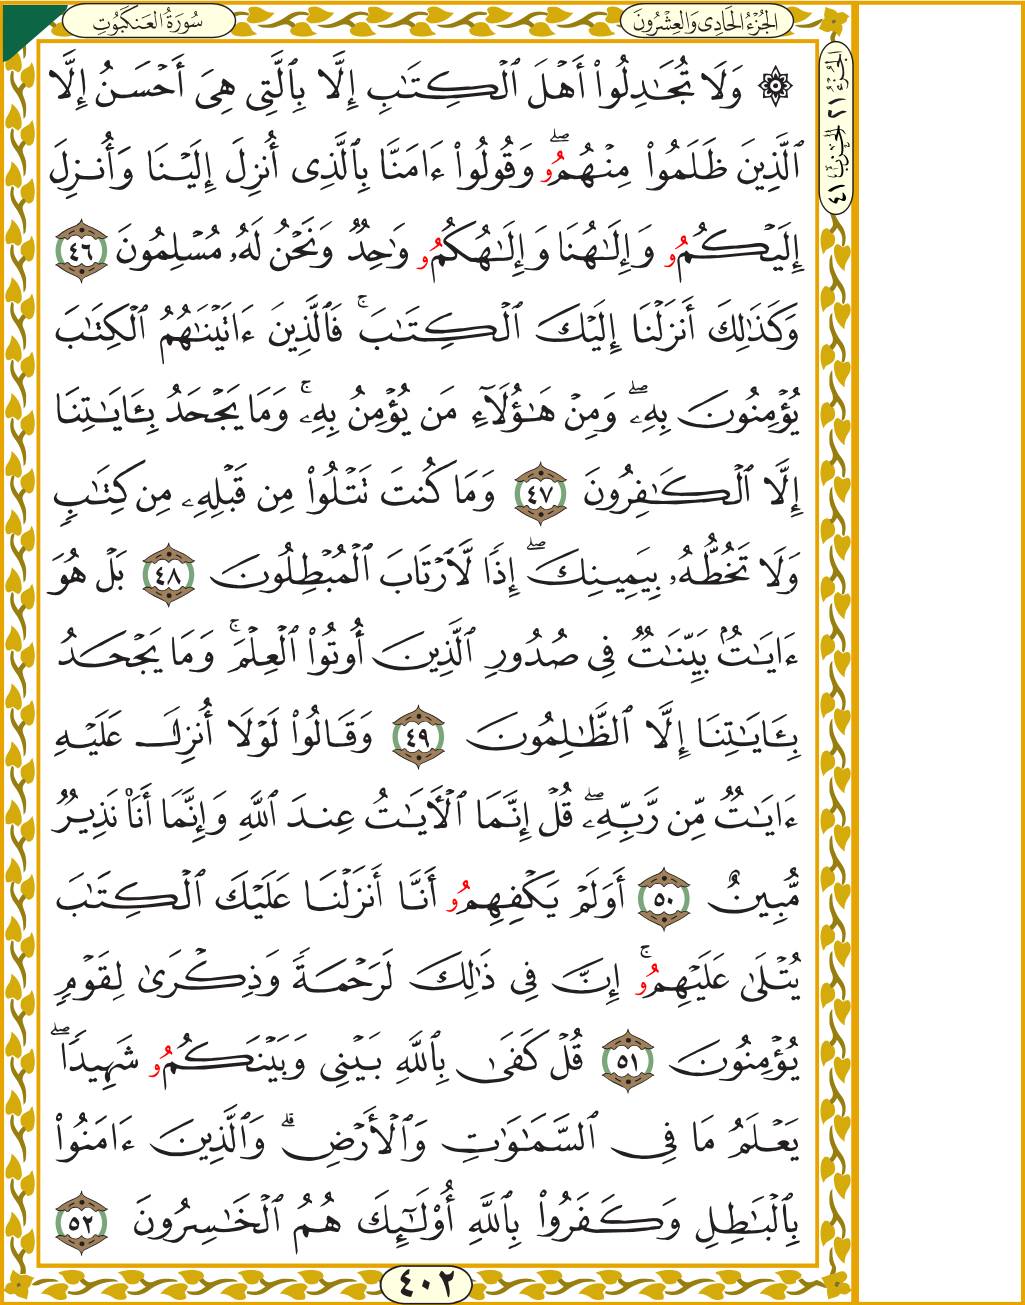 سُورَةُ العَنكَبُوتِ
الجُزْءُ الحَادِى وَالعِشْرُونَ
الجُزْءُ ٢١ الحِزْبُ ٤١
۞ وَلَا تُجَٰدِلُوٓا۟ أَهْلَ ٱلْكِتَٰبِ إِلَّا بِٱلَّتِى هِىَ أَحْسَنُ إِلَّا
ٱلَّذِينَ ظَلَمُوا۟ مِنْهُمُۥۖ وَقُولُوٓا۟ ءَامَنَّا بِٱلَّذِىٓ أُنزِلَ إِلَيْنَا وَأُنزِلَ
إِلَيْكُمُۥ وَإِلَٰهُنَا وَإِلَٰهُكُمُۥ وَٰحِدٌ وَنَحْنُ لَهُۥ مُسْلِمُونَ ٤٦
وَكَذَٰلِكَ أَنزَلْنَآ إِلَيْكَ ٱلْكِتَٰبَۚ فَٱلَّذِينَ ءَاتَيْنَٰهُمُ ٱلْكِتَٰبَ
يُؤْمِنُونَ بِهِۦۖ وَمِنْ هَٰٓؤُلَآءِ مَن يُؤْمِنُ بِهِۦۚ وَمَا يَجْحَدُ بِـَٔايَٰتِنَآ
إِلَّا ٱلْكَٰفِرُونَ ٤٧ وَمَا كُنتَ تَتْلُوا۟ مِن قَبْلِهِۦ مِن كِتَٰبٍ
وَلَا تَخُطُّهُۥ بِيَمِينِكَۖ إِذًا لَّٱرْتَابَ ٱلْمُبْطِلُونَ ٤٨ بَلْ هُوَ
ءَايَٰتٌۢ بَيِّنَٰتٌ فِى صُدُورِ ٱلَّذِينَ أُوتُوا۟ ٱلْعِلْمَۚ وَمَا يَجْحَدُ
بِـَٔايَٰتِنَآ إِلَّا ٱلظَّٰلِمُونَ ٤٩ وَقَالُوا۟ لَوْلَآ أُنزِلَ عَلَيْهِ
ءَايَٰتٌ مِّن رَّبِّهِۦۖ قُلْ إِنَّمَا ٱلْأَيَٰتُ عِندَ ٱللَّهِ وَإِنَّمَآ أَنَا۠ نَذِيرٌ
مُّبِينٌ ٥٠ أَوَلَمْ يَكْفِهِمُۥ أَنَّآ أَنزَلْنَا عَلَيْكَ ٱلْكِتَٰبَ
يُتْلَىٰ عَلَيْهِمُۥۚ إِنَّ فِى ذَٰلِكَ لَرَحْمَةً وَذِكْرَىٰ لِقَوْمٍ
يُؤْمِنُونَ ٥١ قُلْ كَفَىٰ بِٱللَّهِ بَيْنِى وَبَيْنَكُمُۥ شَهِيدًاۖ
يَعْلَمُ مَا فِى ٱلسَّمَٰوَٰتِ وَٱلْأَرْضِۗ وَٱلَّذِينَ ءَامَنُوا۟
بِٱلْبَٰطِلِ وَكَفَرُوا۟ بِٱللَّهِ أُو۟لَٰٓئِكَ هُمُ ٱلْخَٰسِرُونَ ٥٢
٤٠٢